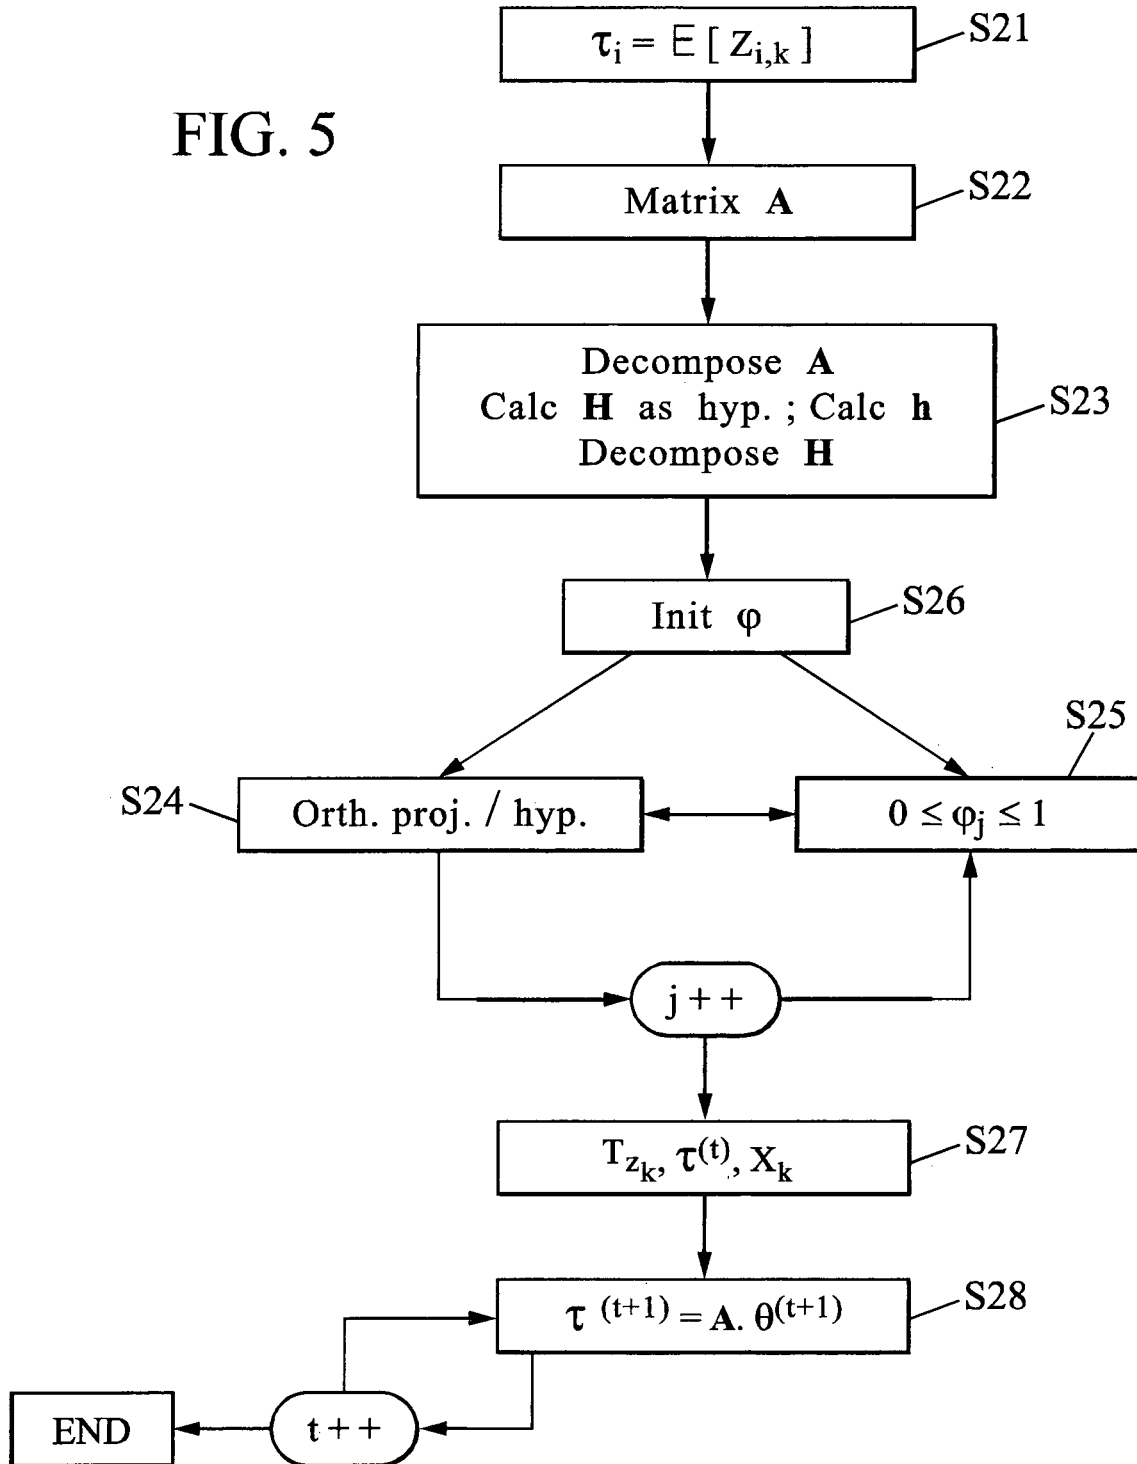 τi = E [ Zi,k ]
S21
FIG. 5
Matrix A
S22
Decompose A
Calc H as hyp. ; Calc h
Decompose H
S23
Init φ
S26
S25
S24
Orth. proj. / hyp.
0 ≤ φj ≤ 1
j + +
Tzk, τ(t), Xk
S27
τ (t+1) = A. θ(t+1)
S28
END
t + +